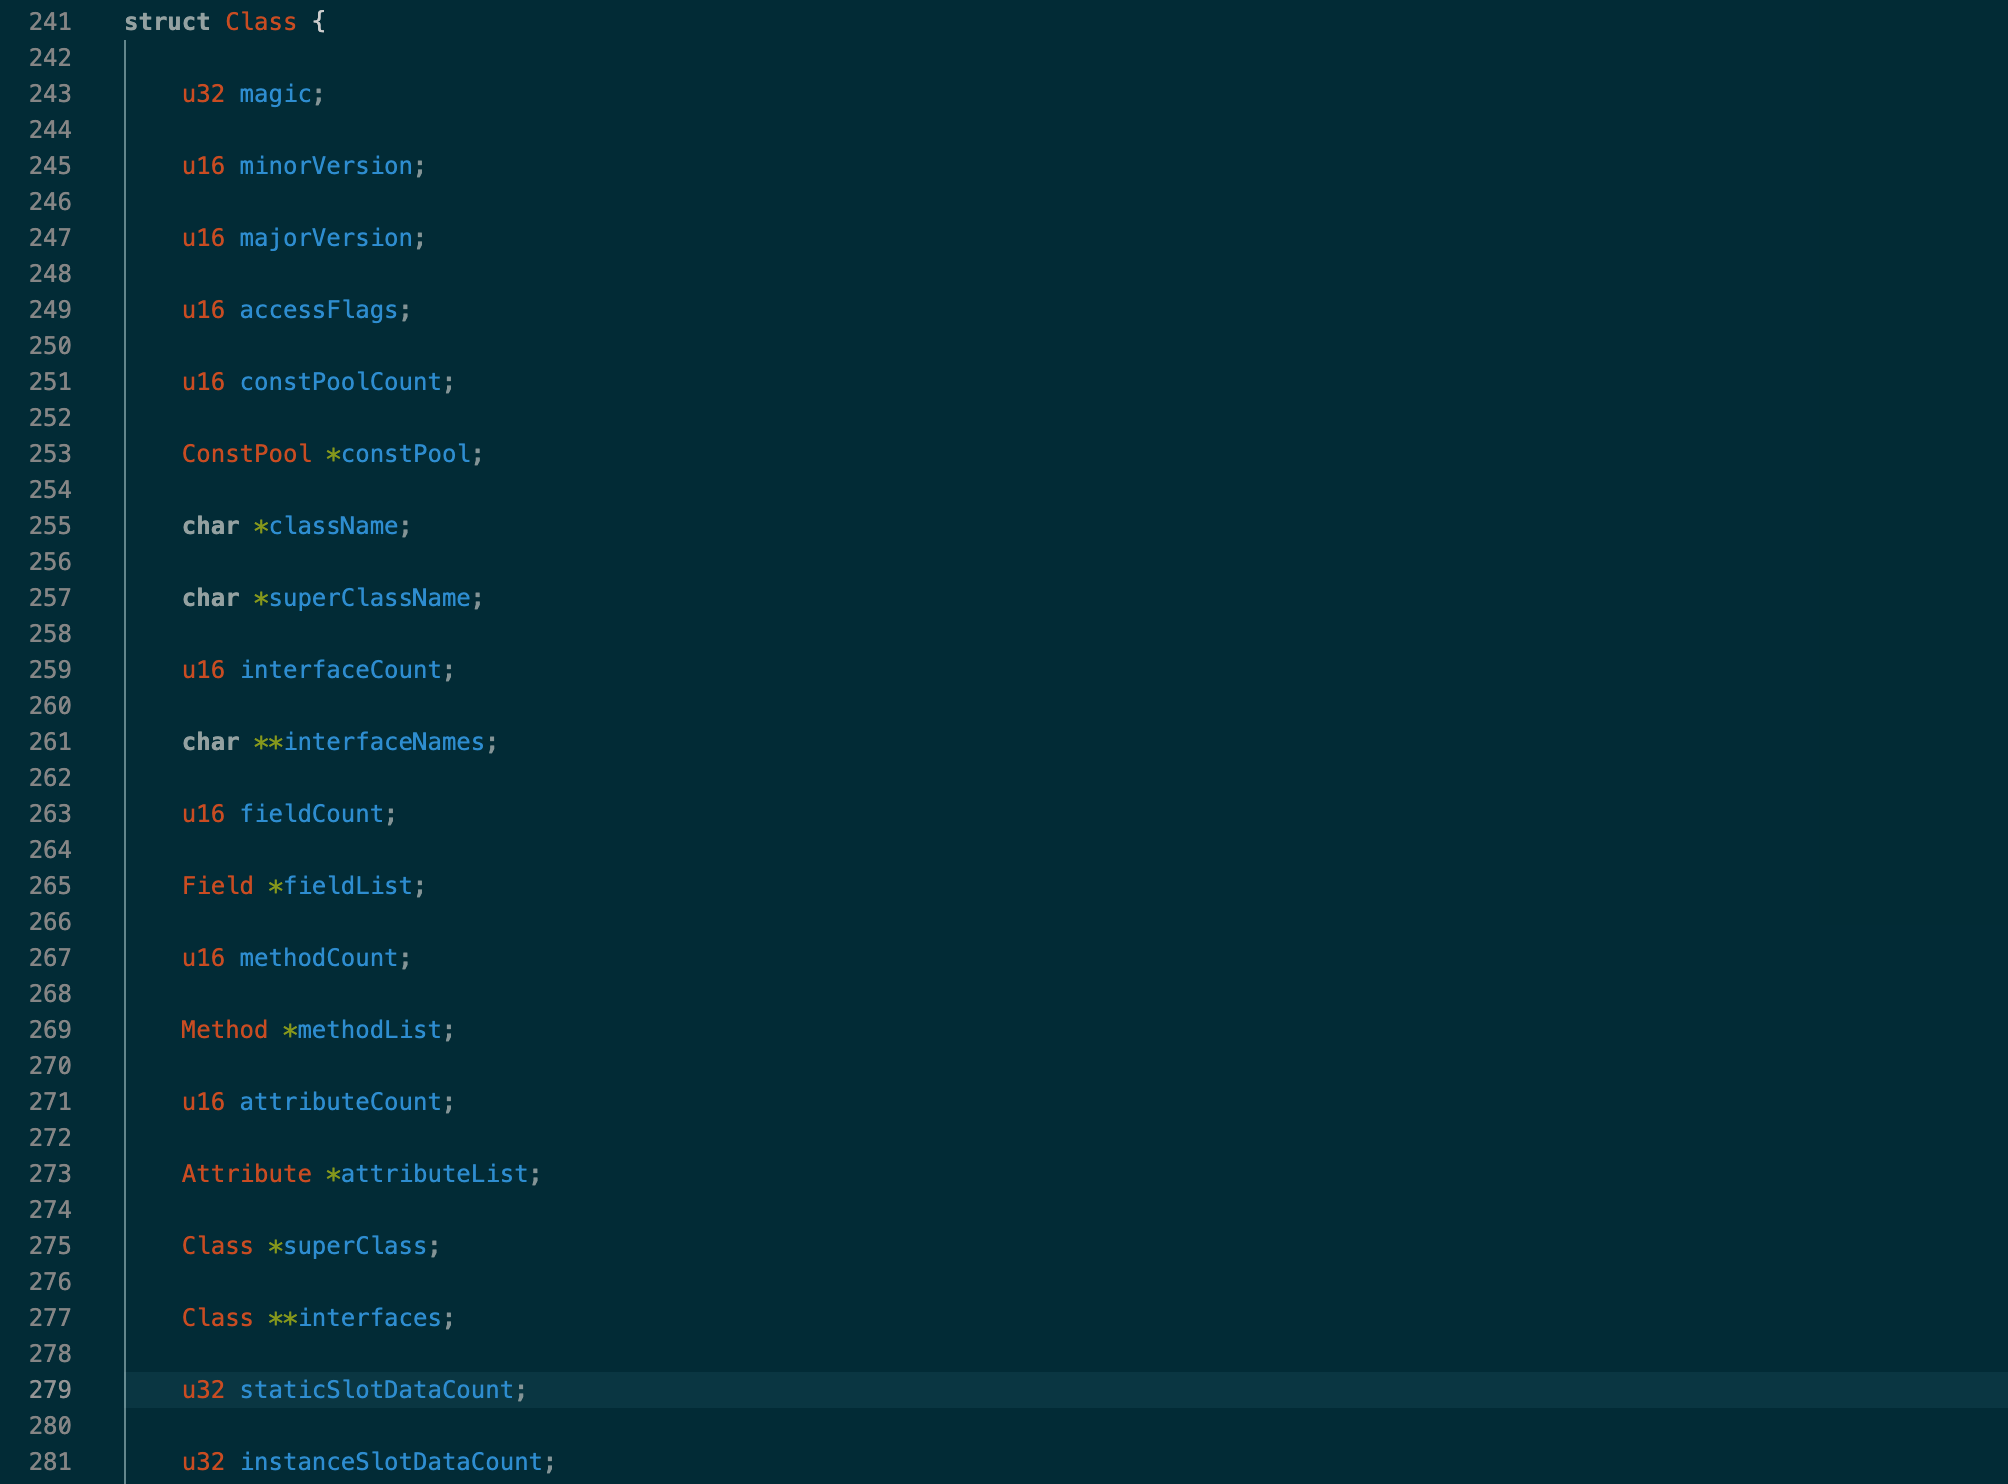 241 struct Class {
242
243 u32 magic;
244
245 u16 minorVersion;
246
247 u16 majorVersion;
248
249 u16 accessFlags;
250
251 u16 constPoolCount;
252
253 ConstPool *constPool;
254
255 char *className;
256
257 char *superClassName;
258
259 u16 interfaceCount;
260
261 char **interfaceNames;
262
263 u16 fieldCount;
264
265 Field *fieldList;
266
267 u16 methodCount;
268
269 Method *methodList;
270
271 u16 attributeCount;
272
273 Attribute *attributeList;
274
275 Class *superClass;
276
277 Class **interfaces;
278
279 u32 staticSlotDataCount;
280
281 u32 instanceSlotDataCount;